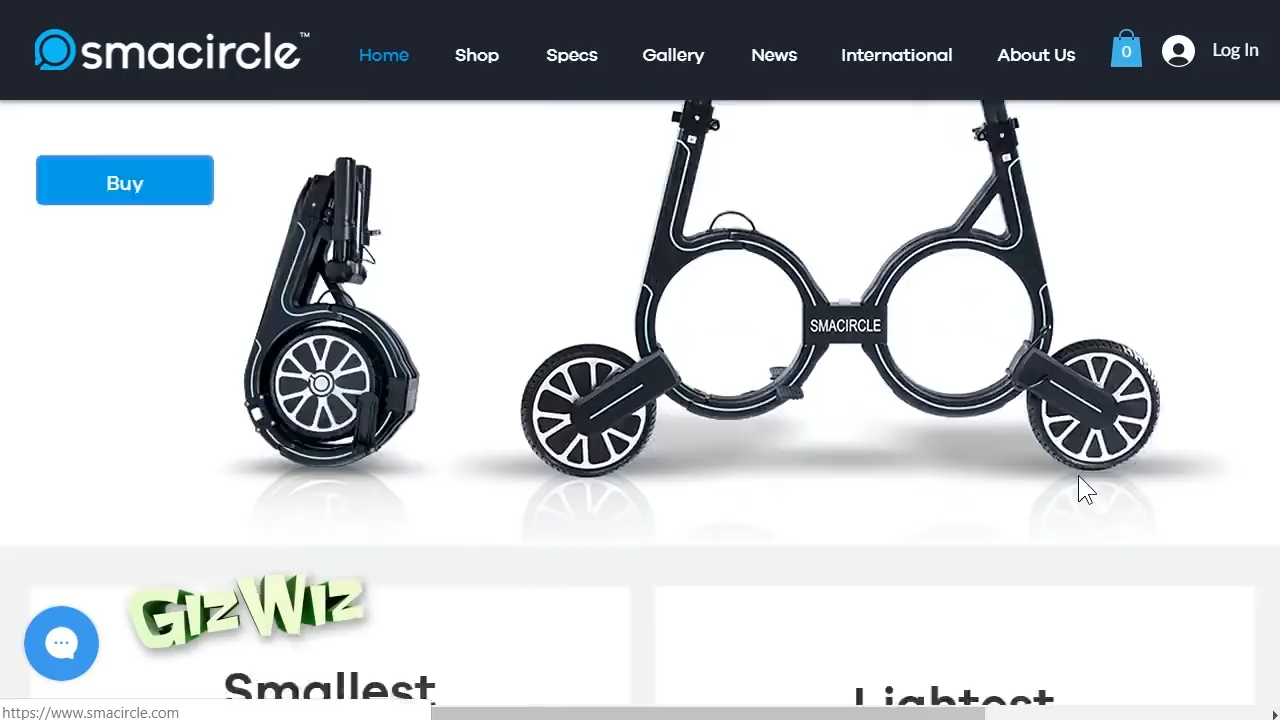 smacircle™ Home Shop Specs Gallery News International About Us 0 Log In
Buy
SMACIRCLE
GizWiz
Smallest
Lightest
https://www.smacircle.com